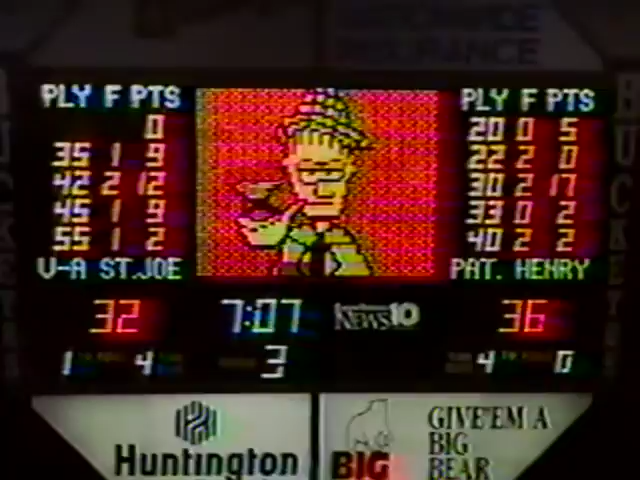 INSURANCE
PLY F PTS
0
35 1 9
42 2 12
45 1 9
55 1 2
V-A ST.JOE
PLY F PTS
20 0 5
22 2 0
30 2 17
33 0 2
40 2 2
PAT. HENRY
32
7:07
NEWS10
36
1
4
3
4
0
Huntington
BIG
GIVE'EM A
BIG
BEAR